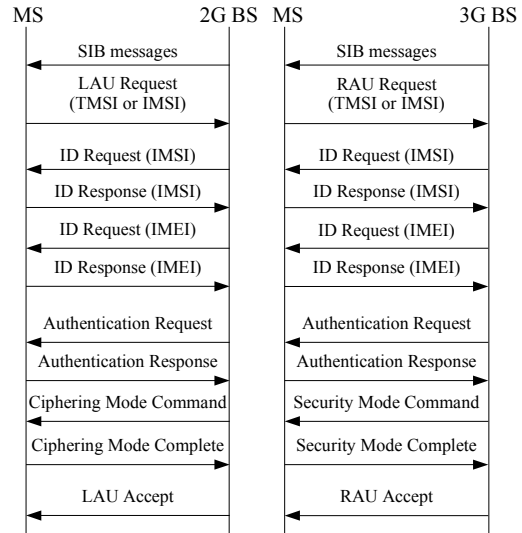 MS 2G BS
SIB messages
LAU Request
(TMSI or IMSI)
ID Request (IMSI)
ID Response (IMSI)
ID Request (IMEI)
ID Response (IMEI)
Authentication Request
Authentication Response
Ciphering Mode Command
Ciphering Mode Complete
LAU Accept
MS 3G BS
SIB messages
RAU Request
(TMSI or IMSI)
ID Request (IMSI)
ID Response (IMSI)
ID Request (IMEI)
ID Response (IMEI)
Authentication Request
Authentication Response
Security Mode Command
Security Mode Complete
RAU Accept